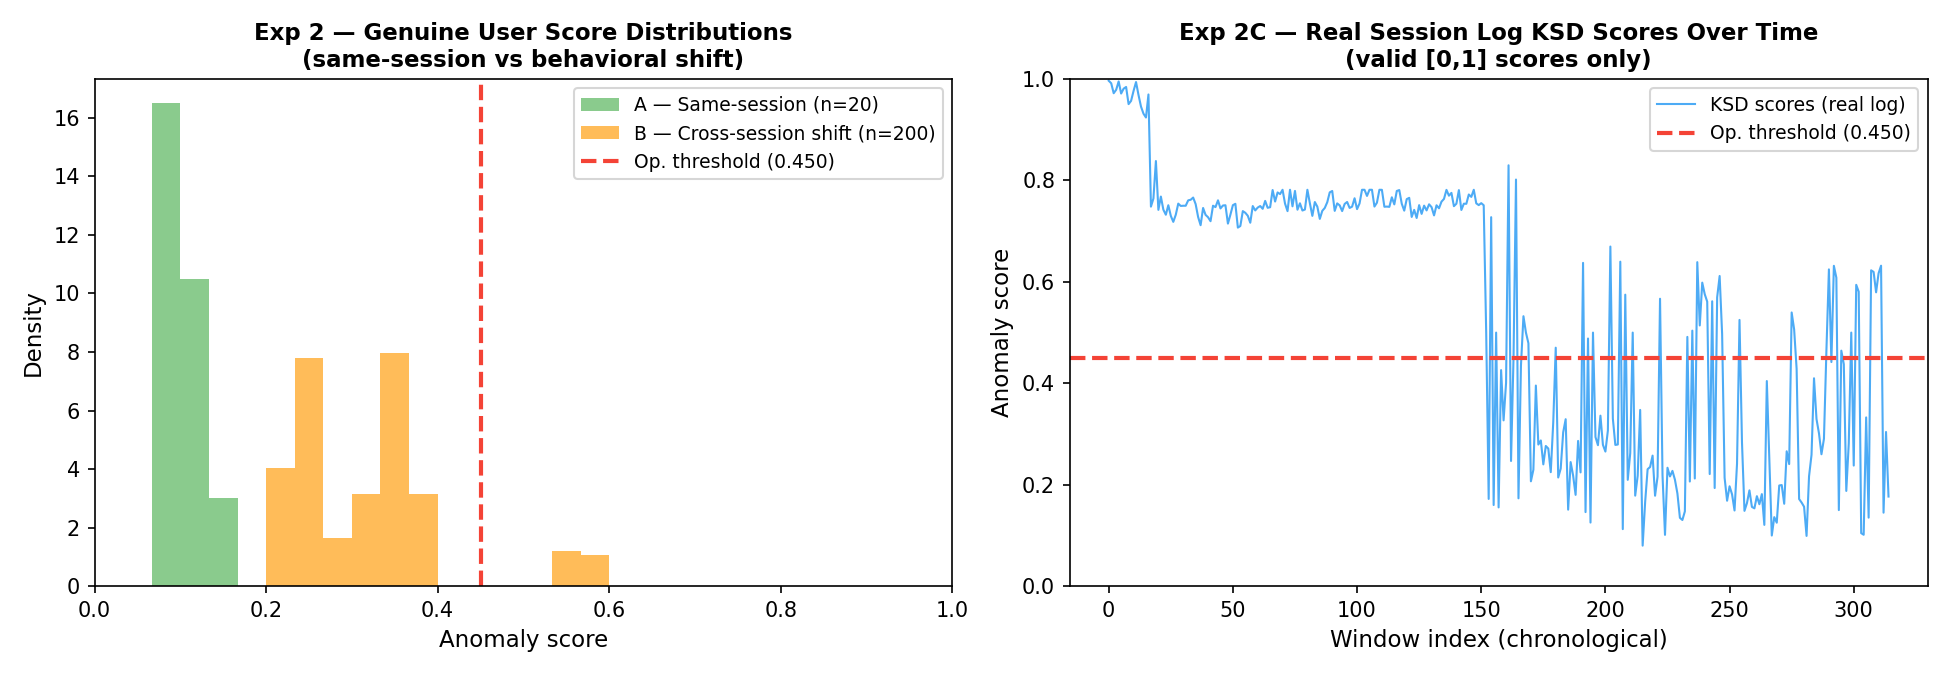 Exp 2 — Genuine User Score Distributions
(same-session vs behavioral shift)
A — Same-session (n=20)
B — Cross-session shift (n=200)
Op. threshold (0.450)
Density
16
14
12
10
8
6
4
2
0
0.0 0.2 0.4 0.6 0.8 1.0
Anomaly score
Exp 2C — Real Session Log KSD Scores Over Time
(valid [0,1] scores only)
KSD scores (real log)
Op. threshold (0.450)
Anomaly score
1.0
0.8
0.6
0.4
0.2
0.0
0 50 100 150 200 250 300
Window index (chronological)